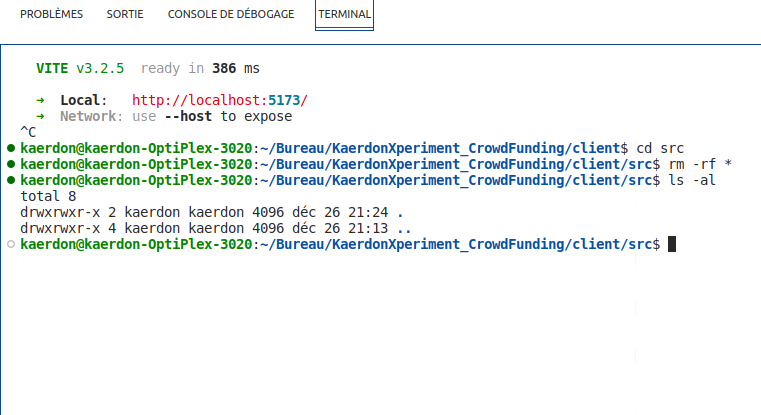 PROBLÈMES SORTIE CONSOLE DE DÉBOGAGE TERMINAL
VITE v3.2.5 ready in 386 ms
➜ Local: http://localhost:5173/
➜ Network: use --host to expose
^C
kaerdon@kaerdon-OptiPlex-3020:~/Bureau/KaerdonXperiment_CrowdFunding/client$ cd src
kaerdon@kaerdon-OptiPlex-3020:~/Bureau/KaerdonXperiment_CrowdFunding/client/src$ rm -rf *
kaerdon@kaerdon-OptiPlex-3020:~/Bureau/KaerdonXperiment_CrowdFunding/client/src$ ls -al
total 8
drwxrwxr-x 2 kaerdon kaerdon 4096 déc 26 21:24 .
drwxrwxr-x 4 kaerdon kaerdon 4096 déc 26 21:13 ..
kaerdon@kaerdon-OptiPlex-3020:~/Bureau/KaerdonXperiment_CrowdFunding/client/src$